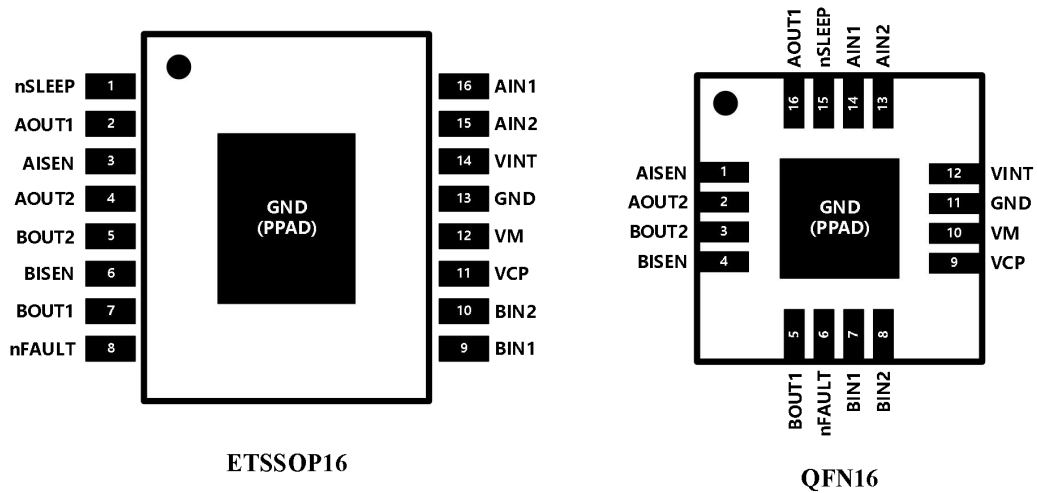 nSLEEP 1 16 AIN1
AOUT1 2 15 AIN2
AISEN 3 14 VINT
AOUT2 4 13 GND
BOUT2 5 12 VM
BISEN 6 11 VCP
BOUT1 7 10 BIN2
nFAULT 8 9 BIN1
GND
(PPAD)
ETSSOP16
AOUT1 nSLEEP AIN1 AIN2
16 15 14 13
AISEN 1 12 VINT
AOUT2 2 11 GND
BOUT2 3 10 VM
BISEN 4 9 VCP
GND
(PPAD)
5 6 7 8
BOUT1 nFAULT BIN1 BIN2
QFN16